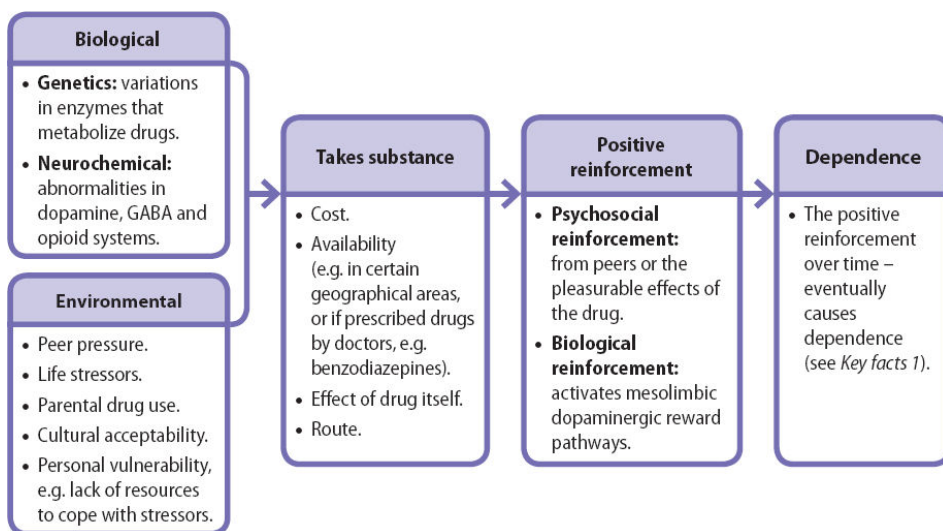 Biological
• Genetics: variations
in enzymes that
metabolize drugs.
• Neurochemical:
abnormalities in
dopamine, GABA and
opioid systems.
Environmental
• Peer pressure.
• Life stressors.
• Parental drug use.
• Cultural acceptability.
• Personal vulnerability,
e.g. lack of resources
to cope with stressors.
Takes substance
• Cost.
• Availability
(e.g. in certain
geographical areas,
or if prescribed drugs
by doctors, e.g.
benzodiazepines).
• Effect of drug itself.
• Route.
Positive
reinforcement
• Psychosocial
reinforcement:
from peers or the
pleasurable effects of
the drug.
• Biological
reinforcement:
activates mesolimbic
dopaminergic reward
pathways.
Dependence
• The positive
reinforcement
over time –
eventually
causes
dependence
(see Key facts 1).